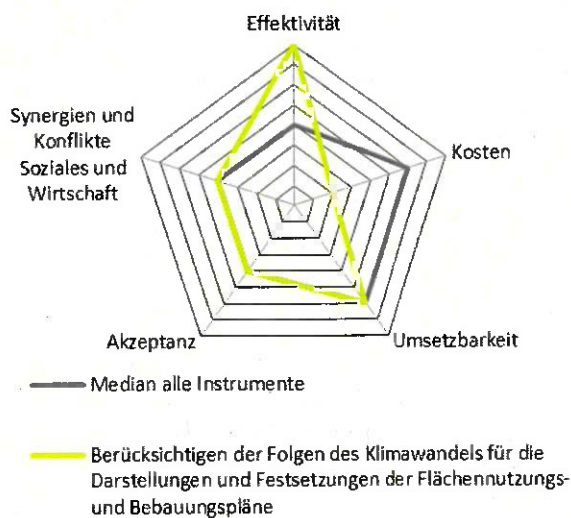 Effektivität
Synergien und
Konflikte
Soziales und
Wirtschaft
Kosten
Akzeptanz
Umsetzbarkeit
Median alle Instrumente
Berücksichtigen der Folgen des Klimawandels für die
Darstellungen und Festsetzungen der Flächennutzungs-
und Bebauungspläne